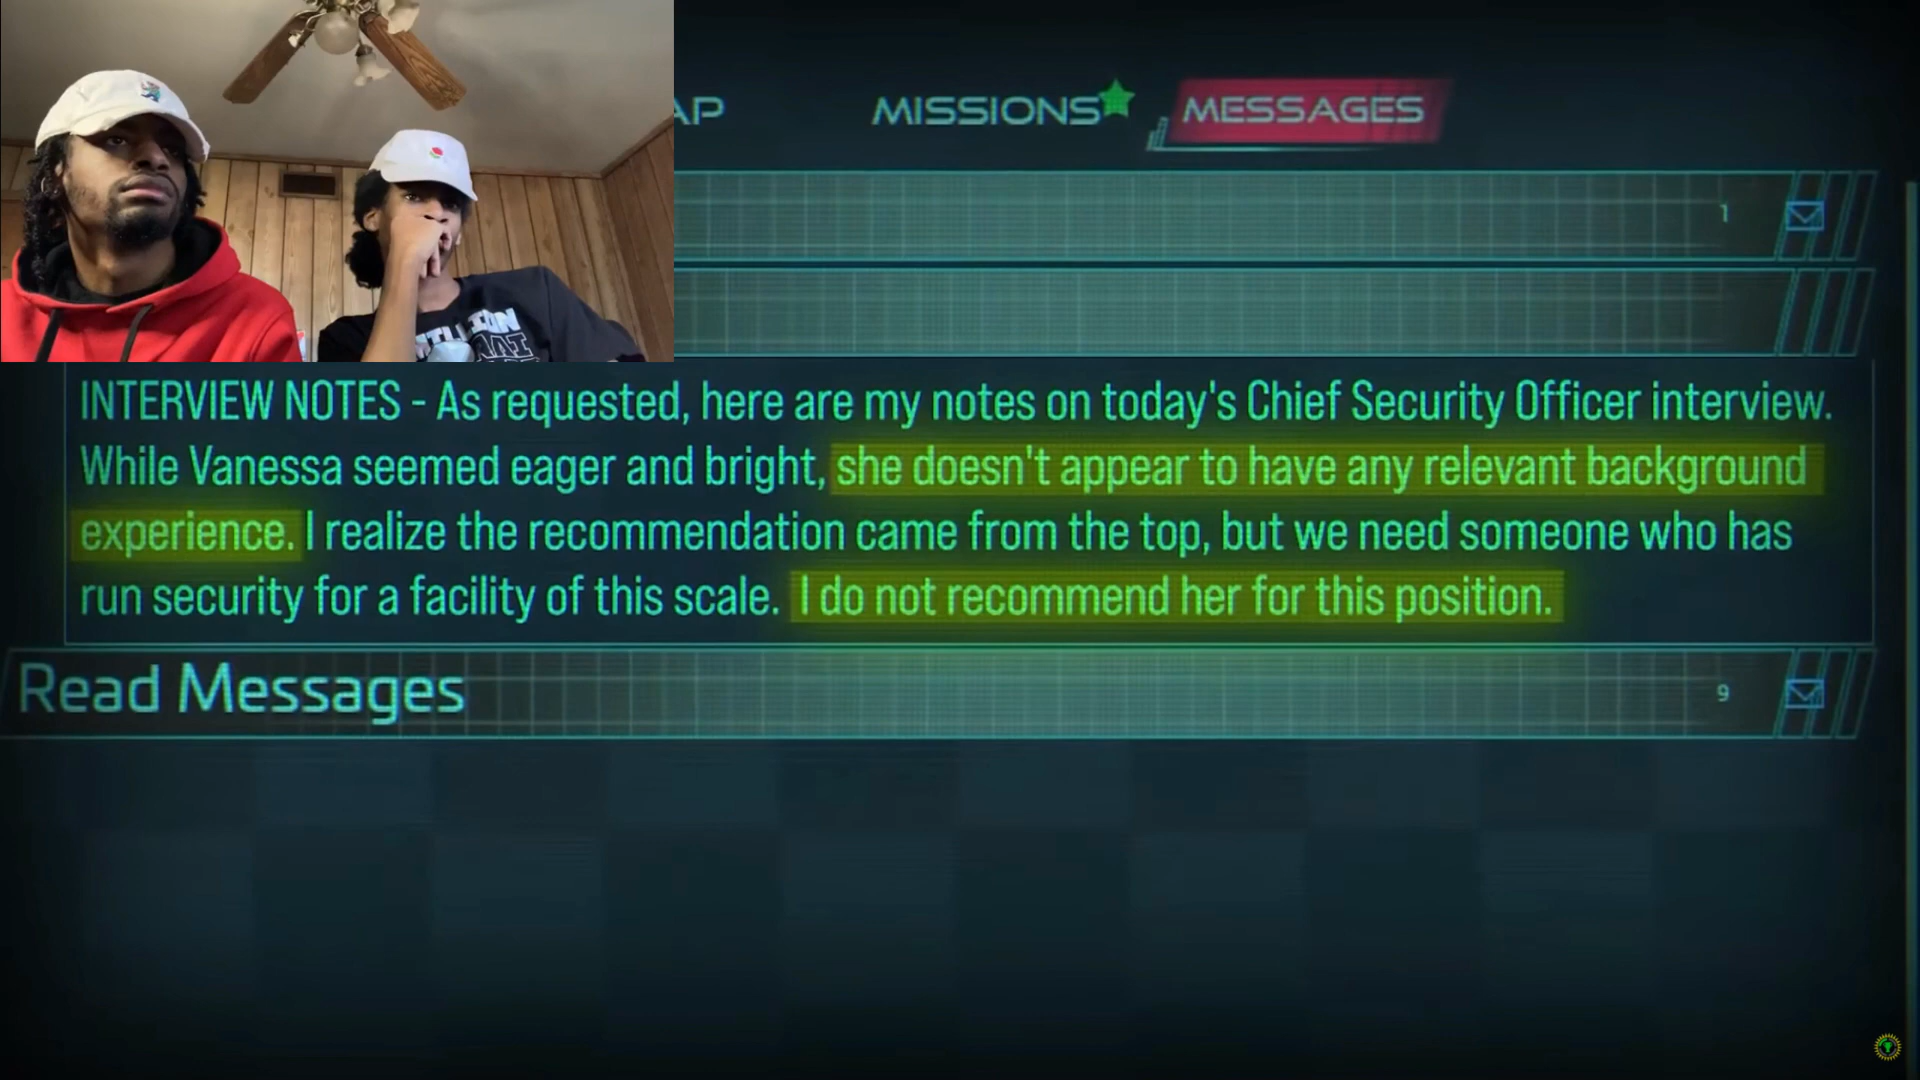 AP
MISSIONS
MESSAGES
1
INTERVIEW NOTES - As requested, here are my notes on today's Chief Security Officer interview.
While Vanessa seemed eager and bright, she doesn't appear to have any relevant background
experience. I realize the recommendation came from the top, but we need someone who has
run security for a facility of this scale. I do not recommend her for this position.
Read Messages
9